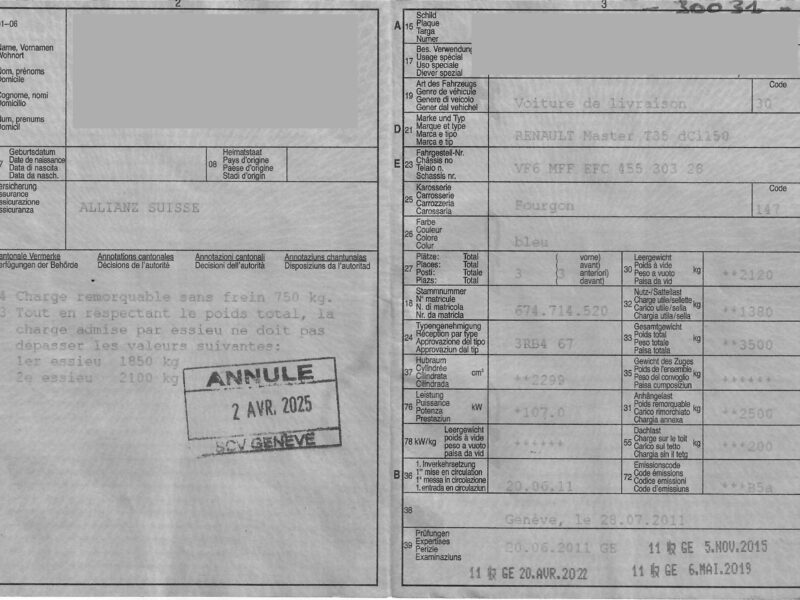 2
01-06
Name, Vornamen
Wohnort
Nom, prénoms
Domicile
Cognome, nomi
Domicilio
Num, prenums
Domicil
07
Geburtsdatum
Date de naissance
Data di nascita
Data da nasch.
08
Heimatstaat
Pays d'origine
Paese d'origine
Stadi d'origin
Versicherung
Assurance
Assicurazione
Assicuranza
ALLIANZ SUISSE
Kantonale Vermerke Annotations cantonales Annotazioni cantonali Annotaziuns chantunalas
Verfügungen der Behörde Décisions de l'autorité Decisioni dell'autorità Disposiziuns da l'autoritad
4 Charge remorquable sans frein 750 kg.
3 Tout en respectant le poids total, la
charge admise par essieu ne doit pas
depasser les valeurs suivantes:
1er essieu 1850 kg
2e essieu 2100 kg
ANNULE
2 AVR. 2025
SCV GENÈVE
3
30031
A 15
Schild
Plaque
Targa
Numer
17
Bes. Verwendung
Usage spécial
Uso speciale
Diever spezial
19
Art des Fahrzeugs
Genre de véhicule
Genere di veicolo
Gener dal vehichel
Voiture de livraison
Code
30
D 21
Marke und Typ
Marque et type
Marca e tipo
Marca e tip
RENAULT Master T35 dCi150
E 23
Fahrgestell-Nr.
Châssis no
Telaio n.
Schassis nr.
VF6 MFF EFC 455 303 26
25
Karosserie
Carrosserie
Carrozzeria
Carossaria
Fourgon
Code
147
26
Farbe
Couleur
Colore
Colur
bleu
27
Plätze: Total ( vorne)
Places: Total ( avant)
Posti: Totale ( anteriori)
Plazs: Total ( davant)
3 3
30
Leergewicht
Poids à vide
Peso a vuoto
Paisa da vid
kg
**2120
18
Stammnummer
N° matricule
N. di matricola
Nr. da matricla
674.714.520
32
Nutz-/Sattellast
Charge utile/sellette
Carico utile/sella
Chargia utila/sella
kg
**1380
24
Typengenehmigung
Réception par type
Approvazione del tipo
Approvaziun dal tip
3RB4 67
33
Gesamtgewicht
Poids total
Peso totale
Paisa totala
kg
**3500
37
Hubraum
Cylindrée
Cilindrata
Cilindrada
cm³
**2299
35
Gewicht des Zuges
Poids de l'ensemble
Peso del convoglio
Paisa cumposiziun
kg
******
76
Leistung
Puissance
Potenza
Prestaziun
kW
*107.0
31
Anhängelast
Poids remorquable
Carico rimorchiato
Chargia annexa
kg
**2500
78 kW/kg
Leergewicht
poids à vide
peso a vuoto
paisa da vid
******
55
Dachlast
Charge sur le toit
Carico sul tetto
Chargia sin il tetg
kg
***200
B 36
1. Inverkehrsetzung
1re mise en circulation
1a messa in circolazione
1. entrada en circulaziun
20.06.11
72
Emissionscode
Code émissions
Codice emissioni
Code d'emissiuns
***B5a
38
Genève, le 28.07.2011
39
Prüfungen
Expertises
Perizie
Examinaziuns
20.06.2011 GE
11 GE 5.NOV.2015
11 GE 20.AVR.2022
11 GE 6.MAI.2019